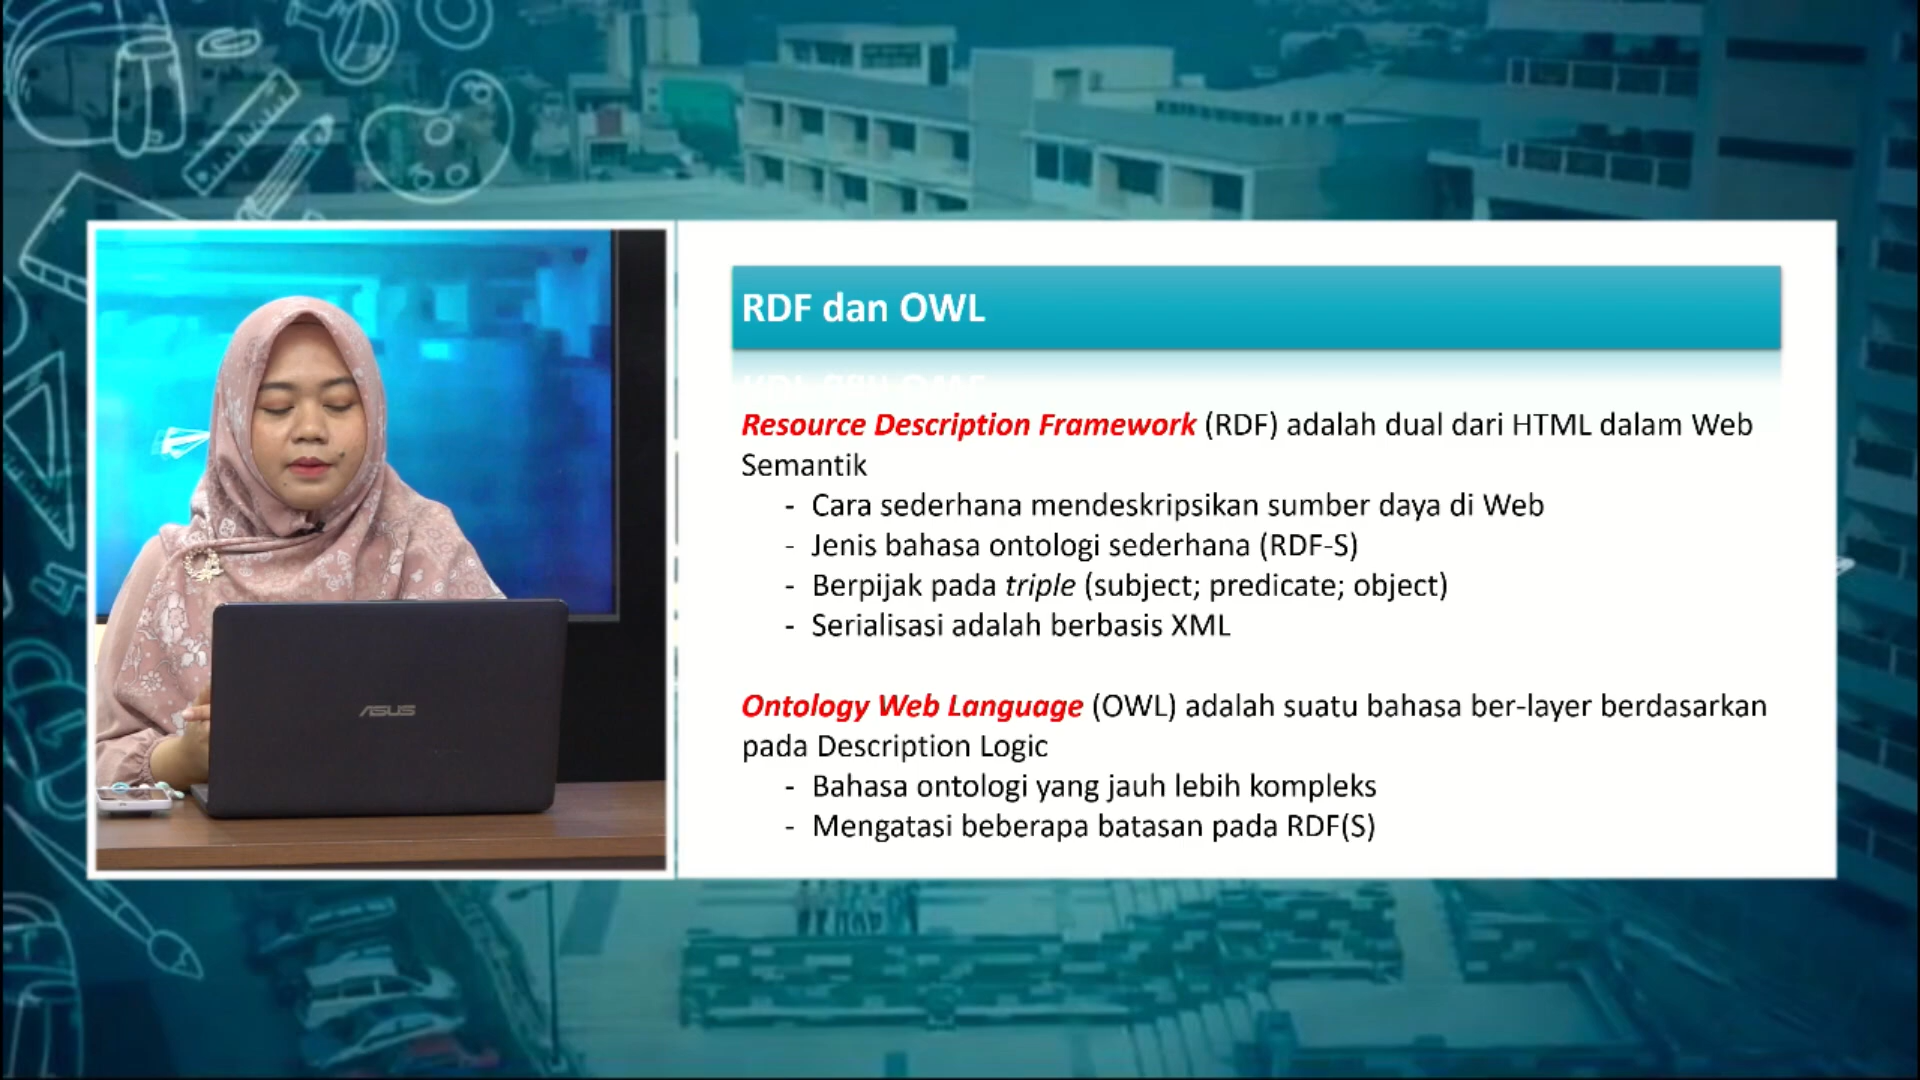 RDF dan OWL
Resource Description Framework (RDF) adalah dual dari HTML dalam Web
Semantik
- Cara sederhana mendeskripsikan sumber daya di Web
- Jenis bahasa ontologi sederhana (RDF-S)
- Berpijak pada triple (subject; predicate; object)
- Serialisasi adalah berbasis XML
Ontology Web Language (OWL) adalah suatu bahasa ber-layer berdasarkan
pada Description Logic
- Bahasa ontologi yang jauh lebih kompleks
- Mengatasi beberapa batasan pada RDF(S)
ASUS